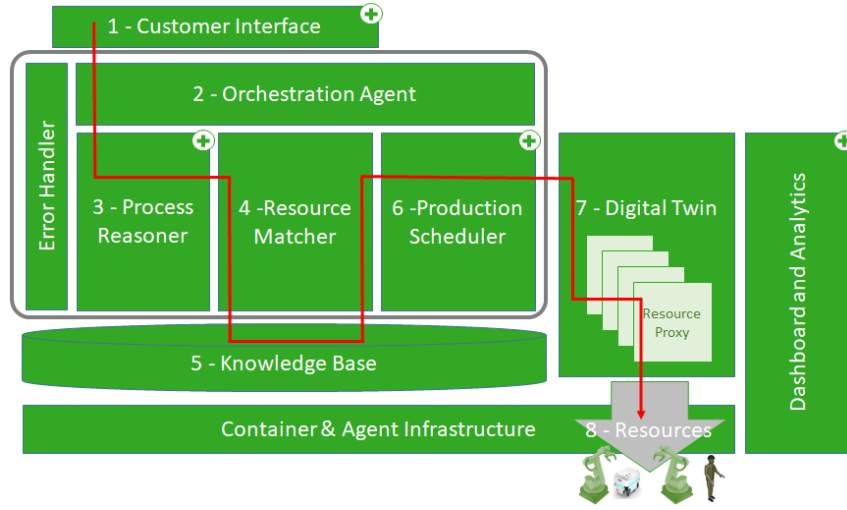 1 - Customer Interface
2 - Orchestration Agent
Error Handler
3 - Process
Reasoner
4 -Resource
Matcher
6 -Production
Scheduler
7 - Digital Twin
Resource
Proxy
Dashboard and Analytics
5 - Knowledge Base
Container & Agent Infrastructure
8 - Resources